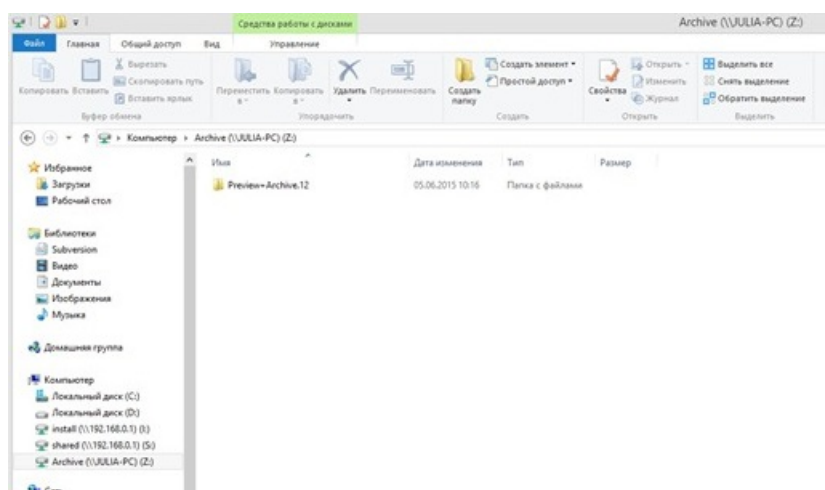 Средства работы с дисками
Archive (\\JULIA-PC) (Z:)
Файл Главная Общий доступ Вид Управление
Копировать Вставить
Вырезать
Скопировать путь
Вставить ярлык
Буфер обмена
Переместить в Копировать в Удалить Переименовать
Упорядочить
Создать папку
Создать элемент
Простой доступ
Создать
Свойства
Открыть
Изменить
Журнал
Открыть
Выделить все
Снять выделение
Обратить выделение
Выделить
Компьютер Archive (\\JULIA-PC) (Z:)
Имя Дата изменения Тип Размер
Preview+Archive.12 05.06.2015 10:16 Папка с файлами
Избранное
Загрузки
Рабочий стол
Библиотеки
Subversion
Видео
Документы
Изображения
Музыка
Домашняя группа
Компьютер
Локальный диск (C:)
Локальный диск (D:)
install (\\192.168.0.1) (I:)
shared (\\192.168.0.1) (S:)
Archive (\\JULIA-PC) (Z:)